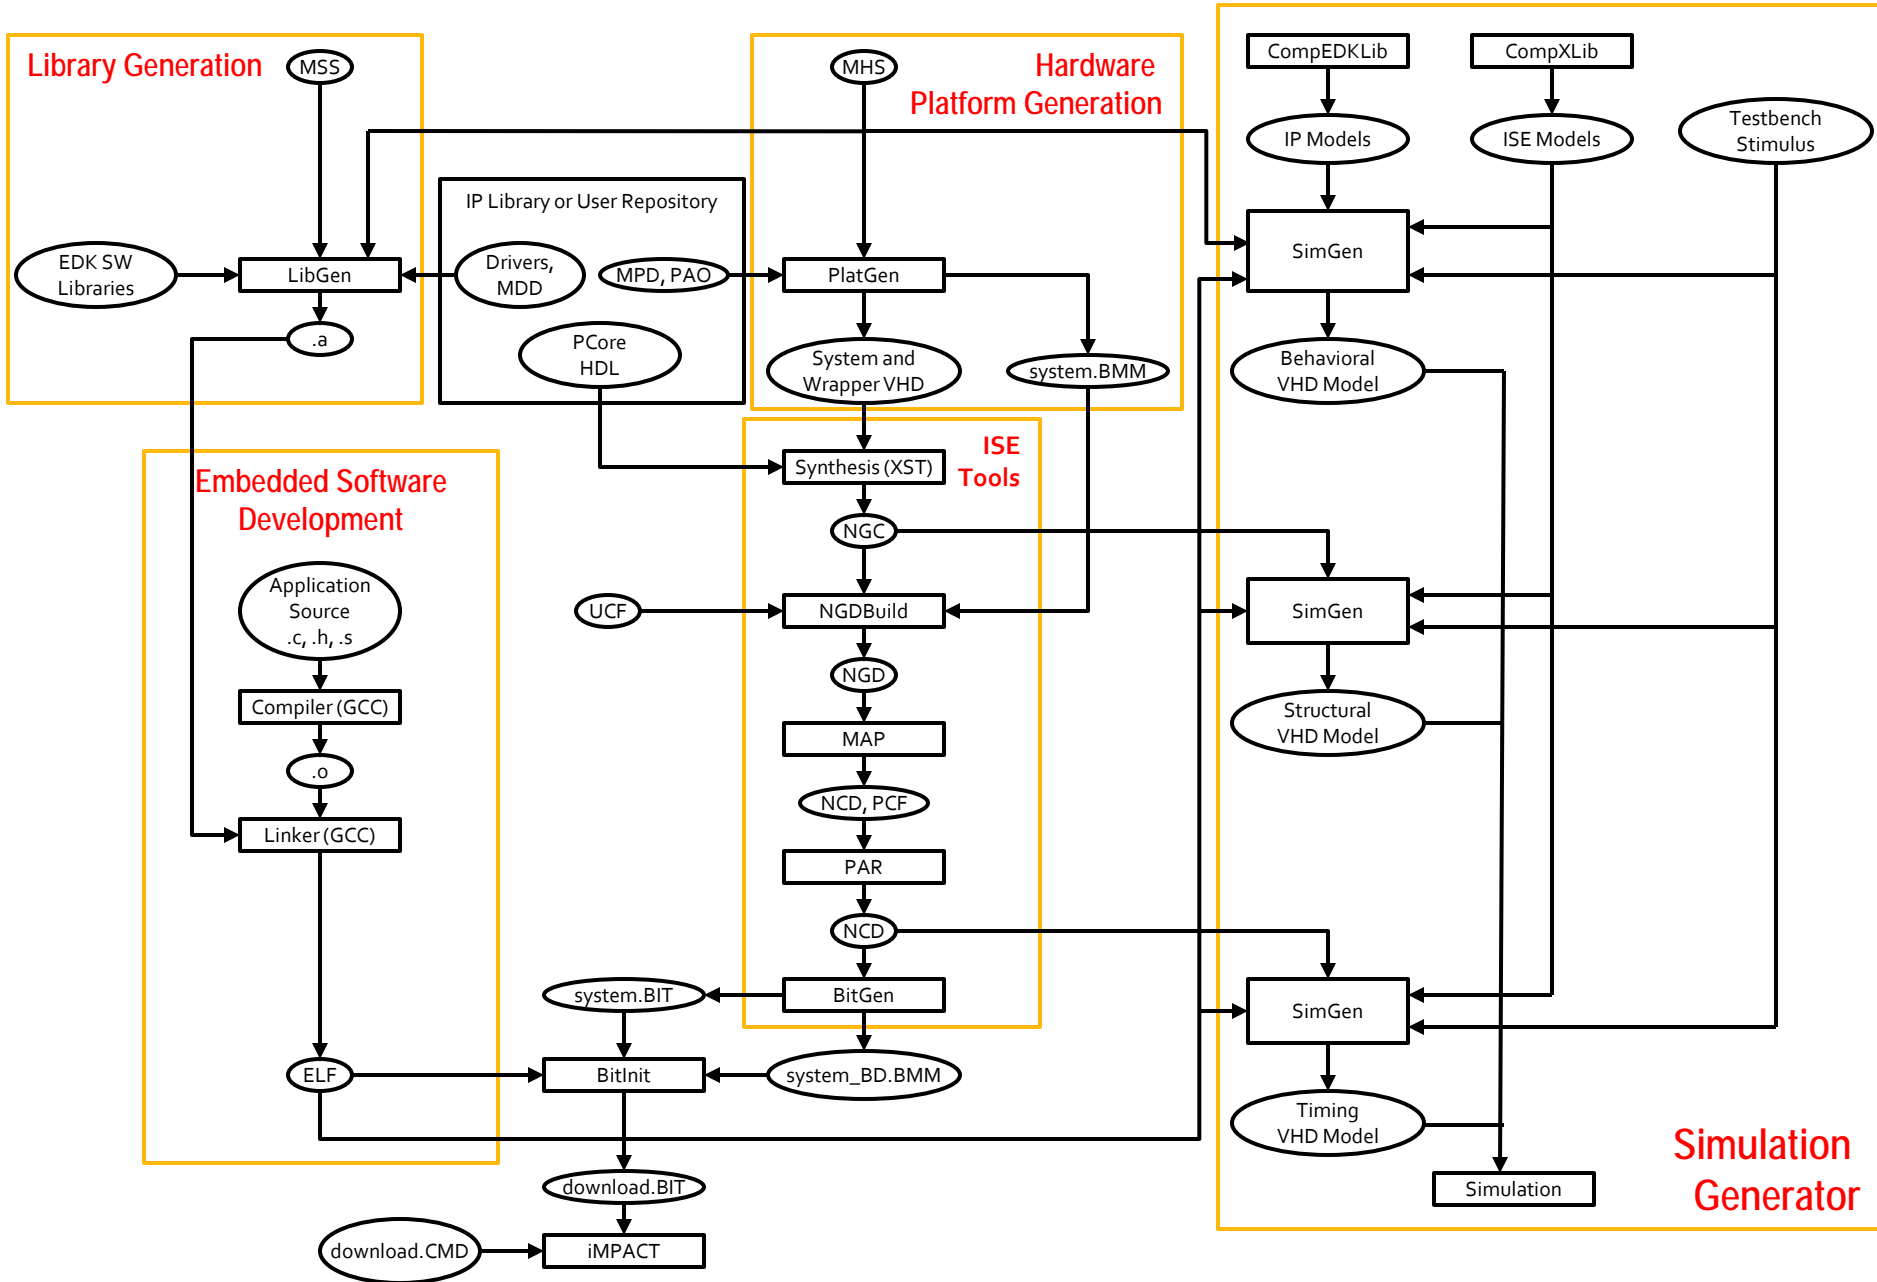 Library Generation
MSS
EDK SW
Libraries
LibGen
.a
IP Library or User Repository
Drivers,
MDD
MPD, PAO
PCore
HDL
Hardware
Platform Generation
MHS
PlatGen
System and
Wrapper VHD
system.BMM
Embedded Software
Development
Application
Source
.c, .h, .s
Compiler (GCC)
.o
Linker (GCC)
ELF
ISE
Tools
Synthesis (XST)
NGC
UCF
NGDBuild
NGD
MAP
NCD, PCF
PAR
NCD
BitGen
system.BIT
BitInit
system_BD.BMM
download.BIT
download.CMD
iMPACT
CompEDKLib
CompXLib
IP Models
ISE Models
Testbench
Stimulus
SimGen
Behavioral
VHD Model
SimGen
Structural
VHD Model
SimGen
Timing
VHD Model
Simulation
Simulation
Generator